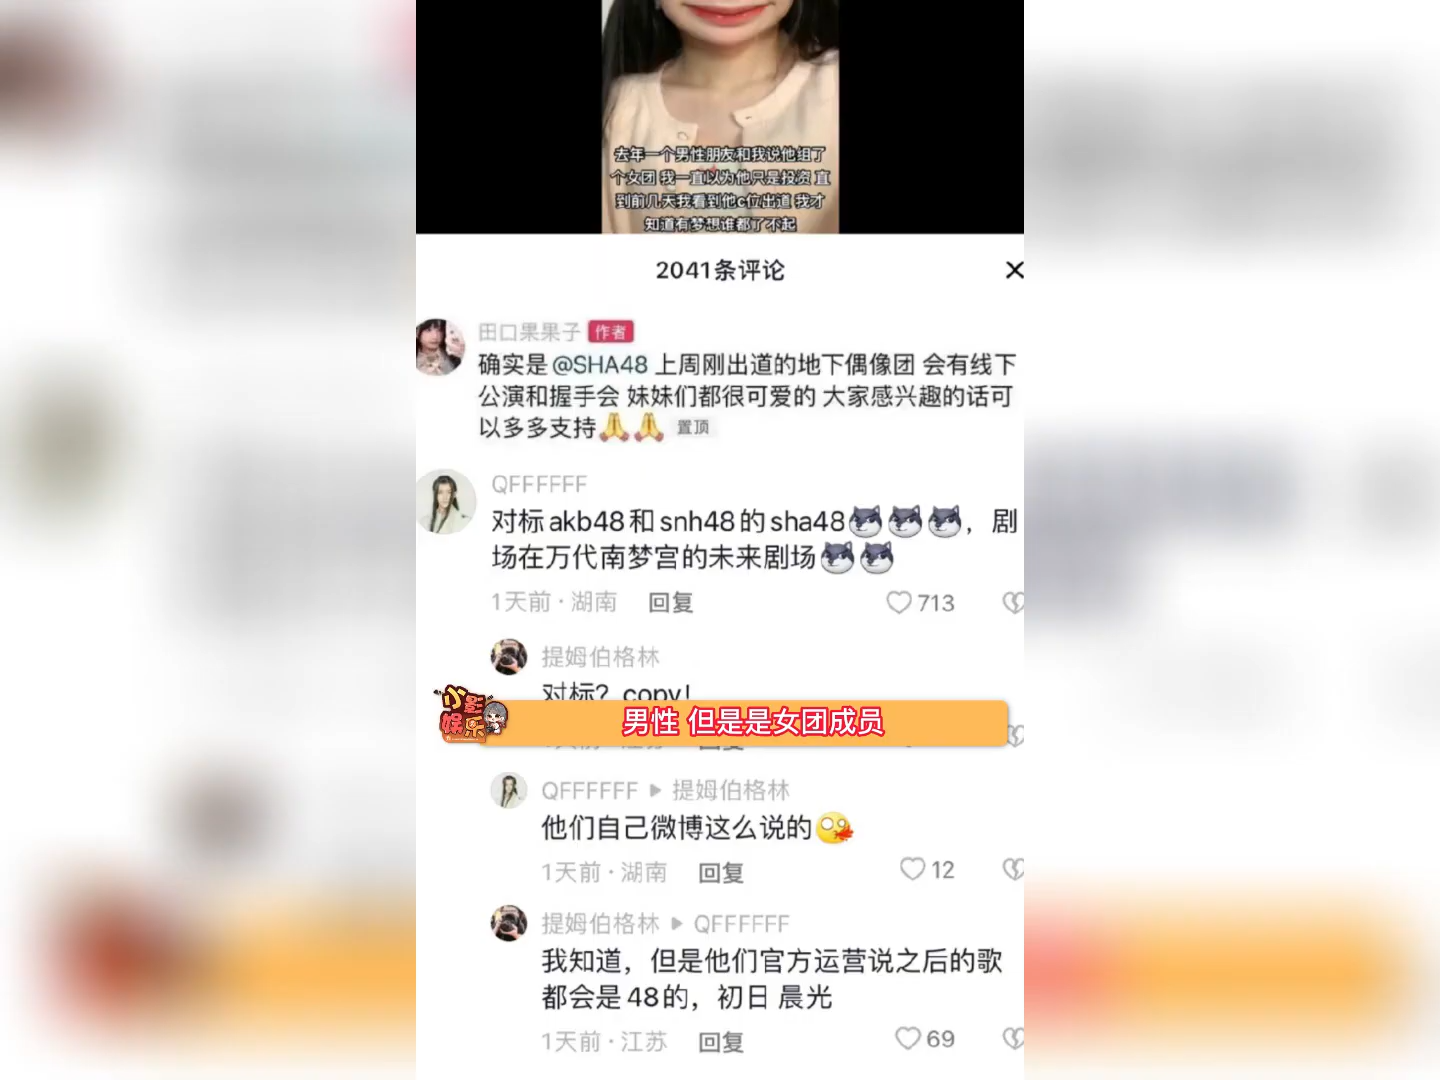 去年一个男性朋友和我说他组了
个女团 我一直以为他只是投资 直
到前几天我看到他c位出道 我才
知道有梦想谁都了不起
2041条评论
田口果果子 作者
确实是@SHA48 上周刚出道的地下偶像团 会有线下
公演和握手会 妹妹们都很可爱的 大家感兴趣的话可
以多多支持🙏🙏 置顶
QFFFFFF
对标akb48和snh48的sha48，剧
场在万代南梦宫的未来剧场
1天前·湖南 回复 713
提姆伯格林
对标？copy！
小影娱乐
男性 但是是女团成员
QFFFFFF ▶ 提姆伯格林
他们自己微博这么说的
1天前·湖南 回复 12
提姆伯格林 ▶ QFFFFFF
我知道，但是他们官方运营说之后的歌
都会是48的，初日 晨光
1天前·江苏 回复 69